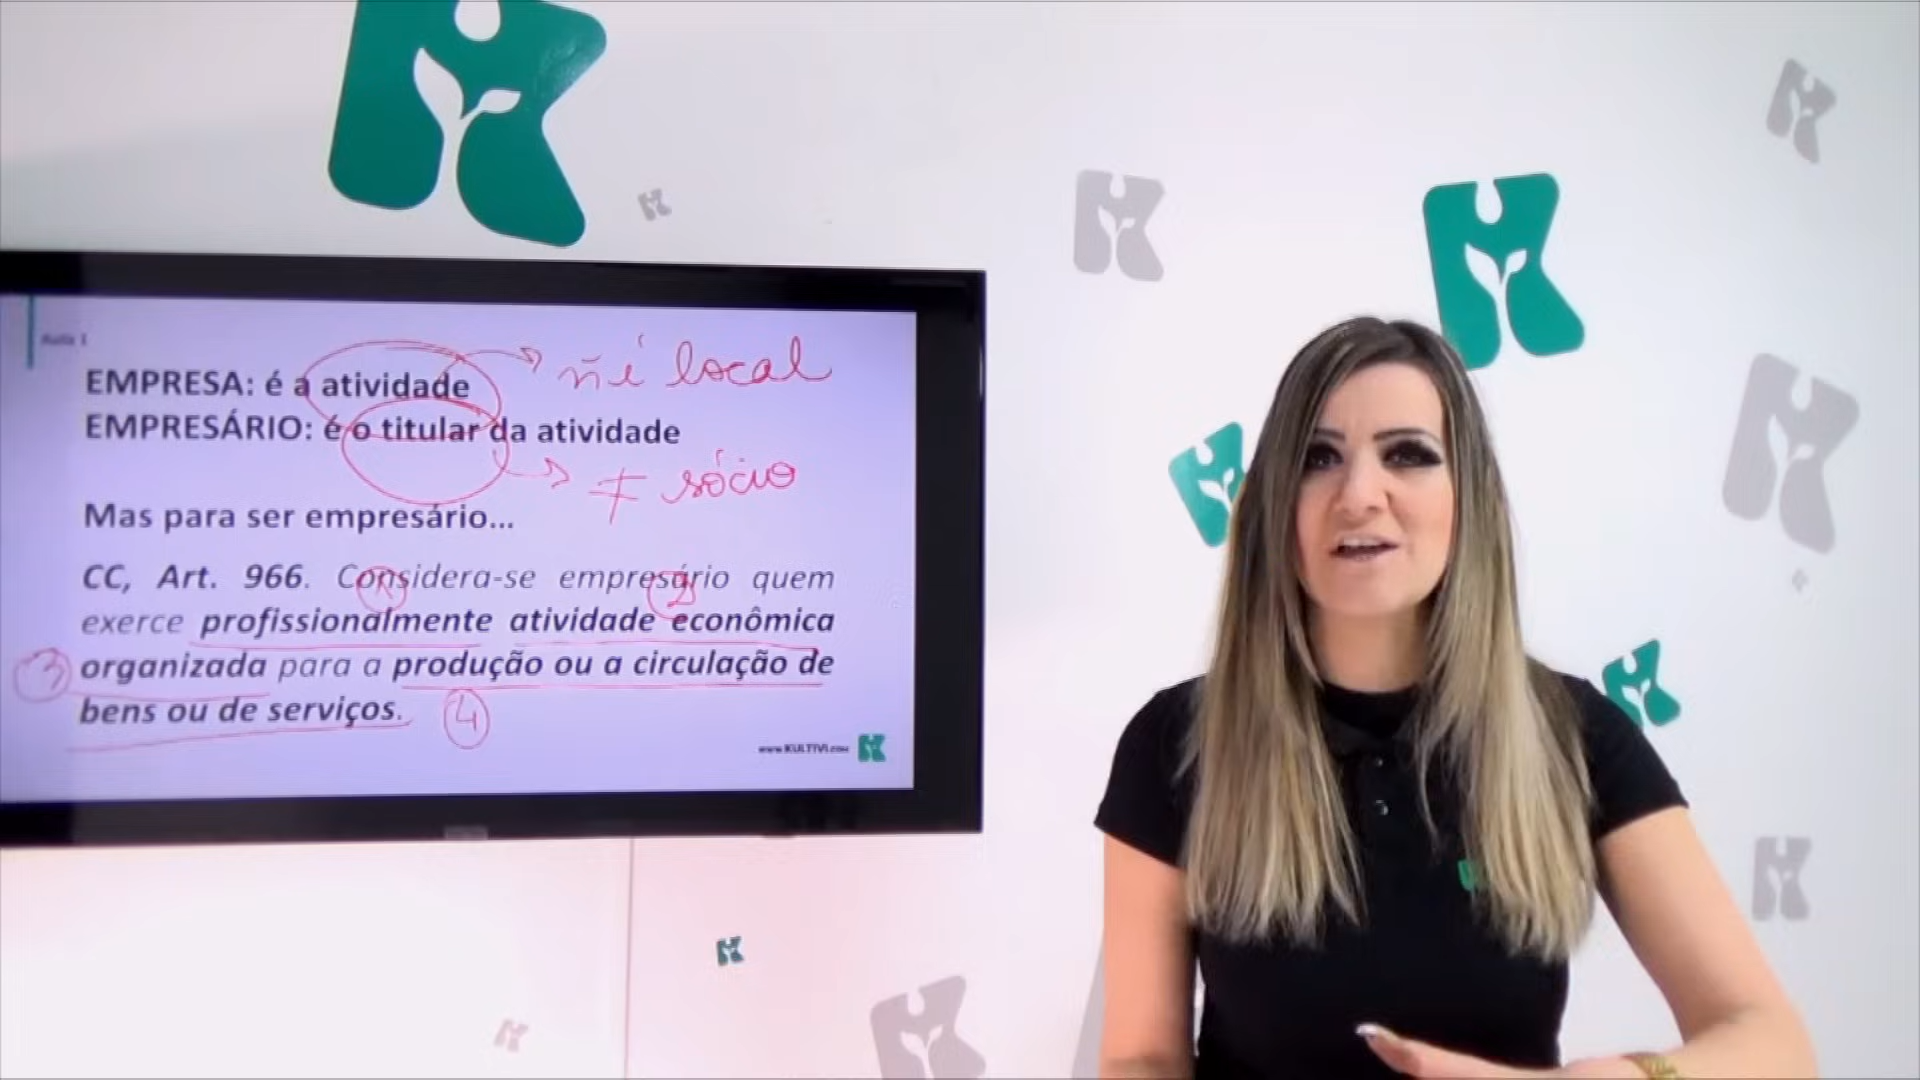 Aula 1
EMPRESA: é a atividade
ñ é local
EMPRESÁRIO: é o titular da atividade
≠ sócio
Mas para ser empresário...
CC, Art. 966. Considera-se empresário quem
1 2
exerce profissionalmente atividade econômica
3 organizada para a produção ou a circulação de
bens ou de serviços. 4
www.KULTIVI.com